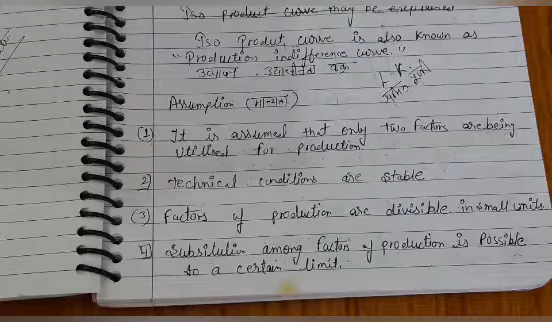 Iso product curve may be explained
Iso Product curve is also known as
"Production indifference curve."
उत्पादन उदासीनता वक्र
L K
Assumption (मान्यता)
(1) It is assumed that only two factors are being
utillsed for production
2) Technical conditions are stable
(3) Factors of production are divisible in small units
4) Subsitution among factors of production is Possible
to a certain limit.